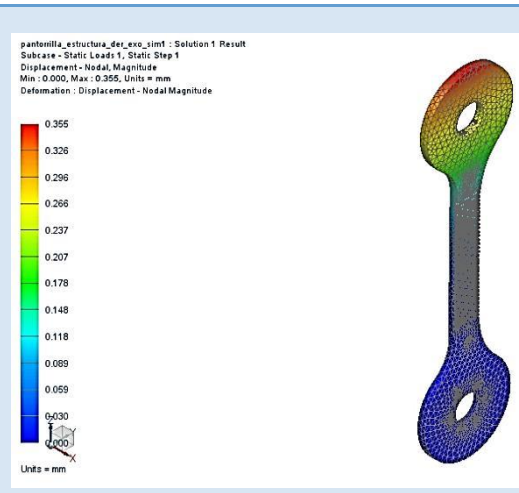 pantorrilla_estructura_der_exo_sim1 : Solution 1 Result
Subcase - Static Loads 1, Static Step 1
Displacement - Nodal, Magnitude
Min : 0.000, Max : 0.355, Units = mm
Deformation : Displacement - Nodal Magnitude
0.355
0.326
0.296
0.266
0.237
0.207
0.178
0.148
0.118
0.089
0.059
0.030
0.000
Z
Y
X
Units = mm